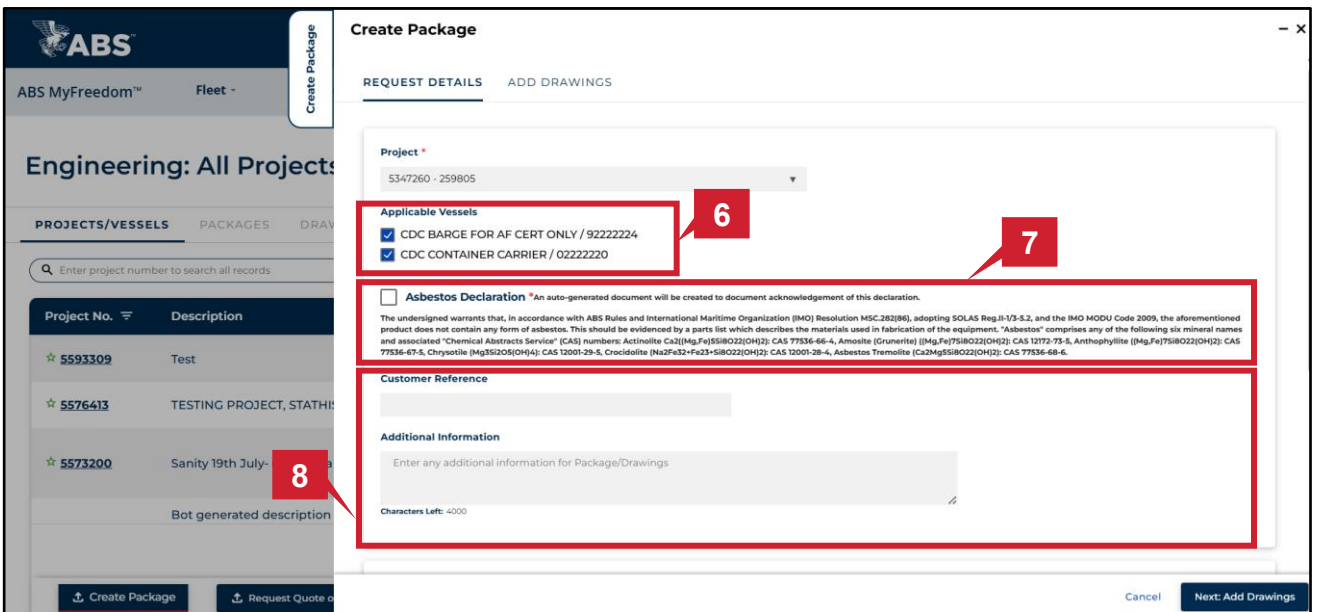 ABS
ABS MyFreedom™
Fleet -
Create Package
Engineering: All Projects
PROJECTS/VESSELS
PACKAGES
Enter project number to search all records
Project No.
Description
5593309
Test
5576413
TESTING PROJECT,
5573200
Sanity 19th July-
Bot generated description
Create Package
Request Quote
Create Package
REQUEST DETAILS
ADD DRAWINGS
Project *
5347260 - 259805
Applicable Vessels
CDC BARGE FOR AF CERT ONLY / 92222224
CDC CONTAINER CARRIER / 02222220
6
7
Asbestos Declaration *An auto-generated document will be created to document acknowledgement of this declaration.
The undersigned warrants that, in accordance with ABS Rules and International Maritime Organization (IMO) Resolution MSC.282(86), adopting SOLAS Reg.II-1/3-5.2, and the IMO MODU Code 2009, the aforementioned
product does not contain any form of asbestos. This should be evidenced by a parts list which describes the materials used in fabrication of the equipment. "Asbestos" comprises any of the following six mineral names
and associated "Chemical Abstracts Service" (CAS) numbers: Actinolite Ca2((Mg,Fe)5Si8O22(OH)2): CAS 77536-66-4, Amosite (Grunerite) ((Mg,Fe)7Si8O22(OH)2): CAS 12172-73-5, Anthophyllite ((Mg,Fe)7Si8O22(OH)2): CAS
77536-67-5, Chrysotile (Mg3Si2O5(OH)4): CAS 12001-29-5, Crocidolite (Na2Fe32+Fe23+Si8O22(OH)2): CAS 12001-28-4, Asbestos Tremolite (Ca2Mg5Si8O22(OH)2): CAS 77536-68-6.
Customer Reference
Additional Information
Enter any additional information for Package/Drawings
Characters Left: 4000
8
Cancel
Next: Add Drawings